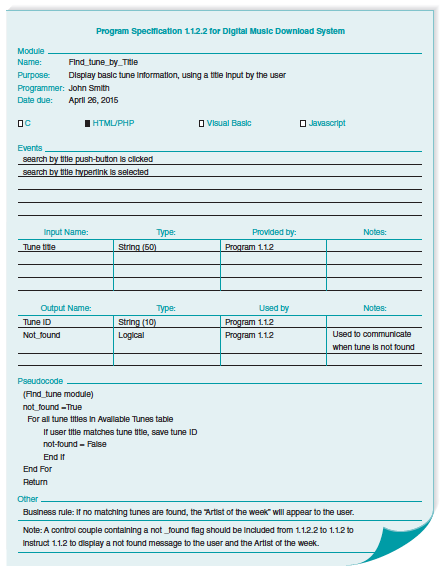 Program Specification 1.1.2.2 for Digital Music Download System
Module
Name: Find_tune_by_Title
Purpose: Display basic tune information, using a title input by the user
Programmer: John Smith
Date due: April 26, 2015
C HTML/PHP Visual Basic Javascript
Events
search by title push-button is clicked
search by title hyperlink is selected
Input Name: Type: Provided by: Notes:
Tune title String (50) Program 1.1.2
Output Name: Type: Used by Notes:
Tune ID String (10) Program 1.1.2
Not_found Logical Program 1.1.2 Used to communicate
when tune is not found
Pseudocode
(Find_tune module)
not_found =True
For all tune titles in Available Tunes table
If user title matches tune title, save tune ID
not-found = False
End If
End For
Return
Other
Business rule: if no matching tunes are found, the “Artist of the week” will appear to the user.
Note: A control couple containing a not _found flag should be included from 1.1.2.2 to 1.1.2 to
instruct 1.1.2 to display a not found message to the user and the Artist of the week.